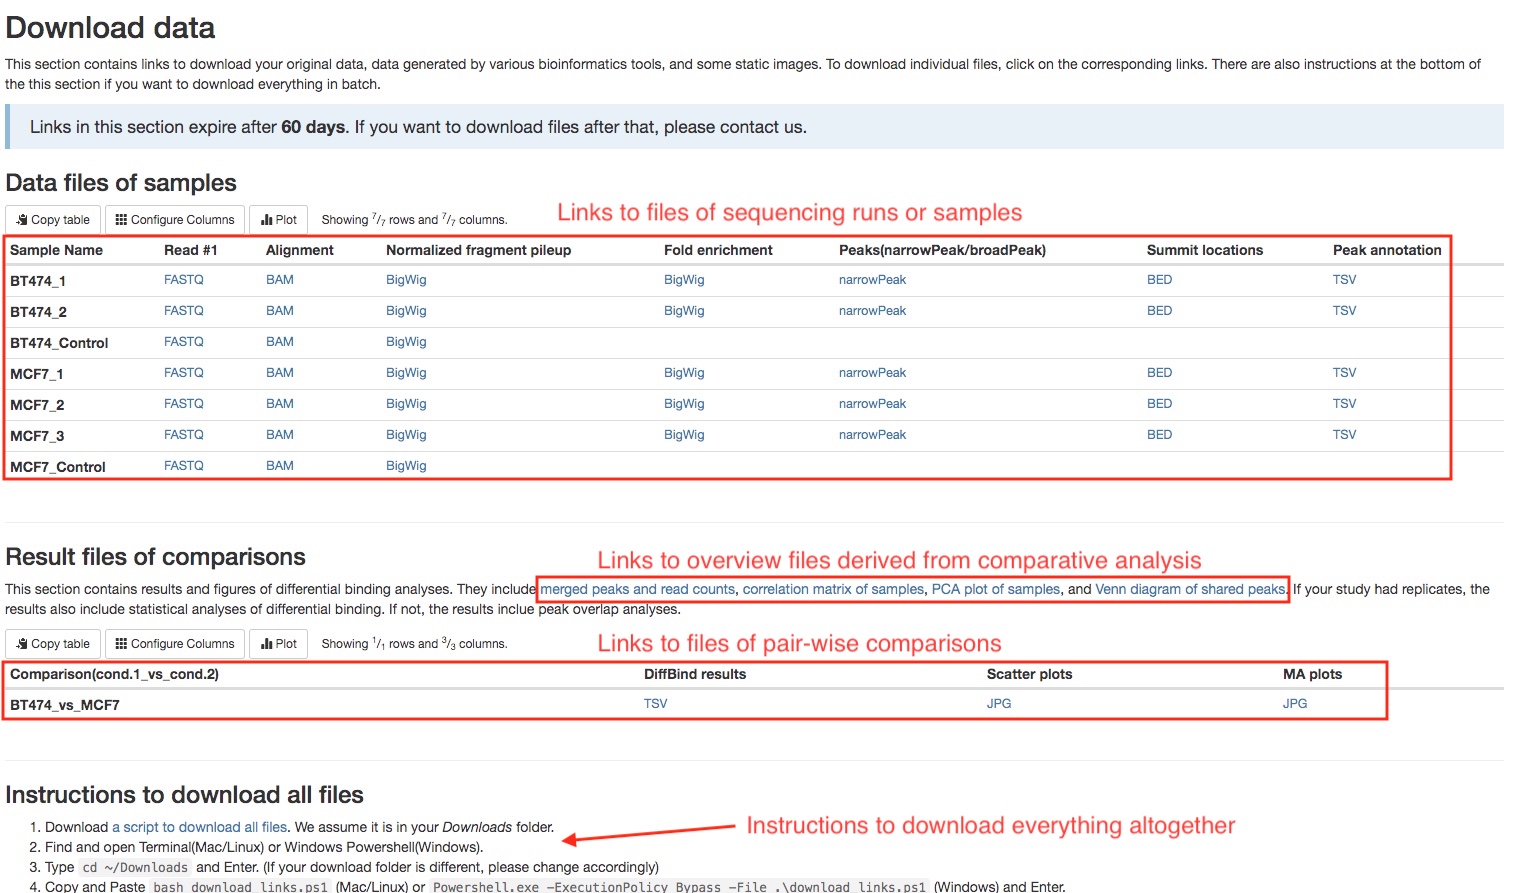 Download data
This section contains links to download your original data, data generated by various bioinformatics tools, and some static images. To download individual files, click on the corresponding links. There are also instructions at the bottom of
the this section if you want to download everything in batch.
Links in this section expire after 60 days. If you want to download files after that, please contact us.
Data files of samples
Copy table Configure Columns Plot Showing 7/7 rows and 7/7 columns. Links to files of sequencing runs or samples
Sample Name Read #1 Alignment Normalized fragment pileup Fold enrichment Peaks(narrowPeak/broadPeak) Summit locations Peak annotation
BT474_1 FASTQ BAM BigWig BigWig narrowPeak BED TSV
BT474_2 FASTQ BAM BigWig BigWig narrowPeak BED TSV
BT474_Control FASTQ BAM BigWig
MCF7_1 FASTQ BAM BigWig BigWig narrowPeak BED TSV
MCF7_2 FASTQ BAM BigWig BigWig narrowPeak BED TSV
MCF7_3 FASTQ BAM BigWig BigWig narrowPeak BED TSV
MCF7_Control FASTQ BAM BigWig
Result files of comparisons Links to overview files derived from comparative analysis
This section contains results and figures of differential binding analyses. They include merged peaks and read counts, correlation matrix of samples, PCA plot of samples, and Venn diagram of shared peaks. If your study had replicates, the
results also include statistical analyses of differential binding. If not, the results inclue peak overlap analyses.
Copy table Configure Columns Plot Showing 1/1 rows and 3/3 columns. Links to files of pair-wise comparisons
Comparison(cond.1_vs_cond.2) DiffBind results Scatter plots MA plots
BT474_vs_MCF7 TSV JPG JPG
Instructions to download all files
1. Download a script to download all files. We assume it is in your Downloads folder. Instructions to download everything altogether
2. Find and open Terminal(Mac/Linux) or Windows Powershell(Windows).
3. Type cd ~/Downloads and Enter. (If your download folder is different, please change accordingly)
4. Copy and Paste bash download_links.ps1 (Mac/Linux) or Powershell.exe -ExecutionPolicy Bypass -File .\download_links.ps1 (Windows) and Enter.